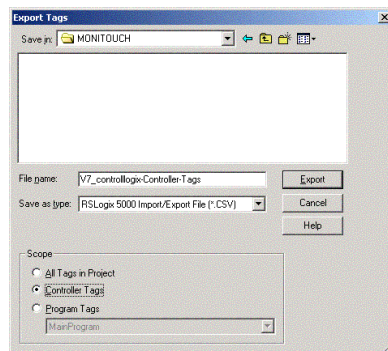 Export Tags
Save in: MONITOUCH
File name: V7_controllogix-Controller-Tags
Export
Save as type: RSLogix 5000 Import/Export File (*.CSV)
Cancel
Help
Scope
All Tags in Project
Controller Tags
Program Tags
MainProgram